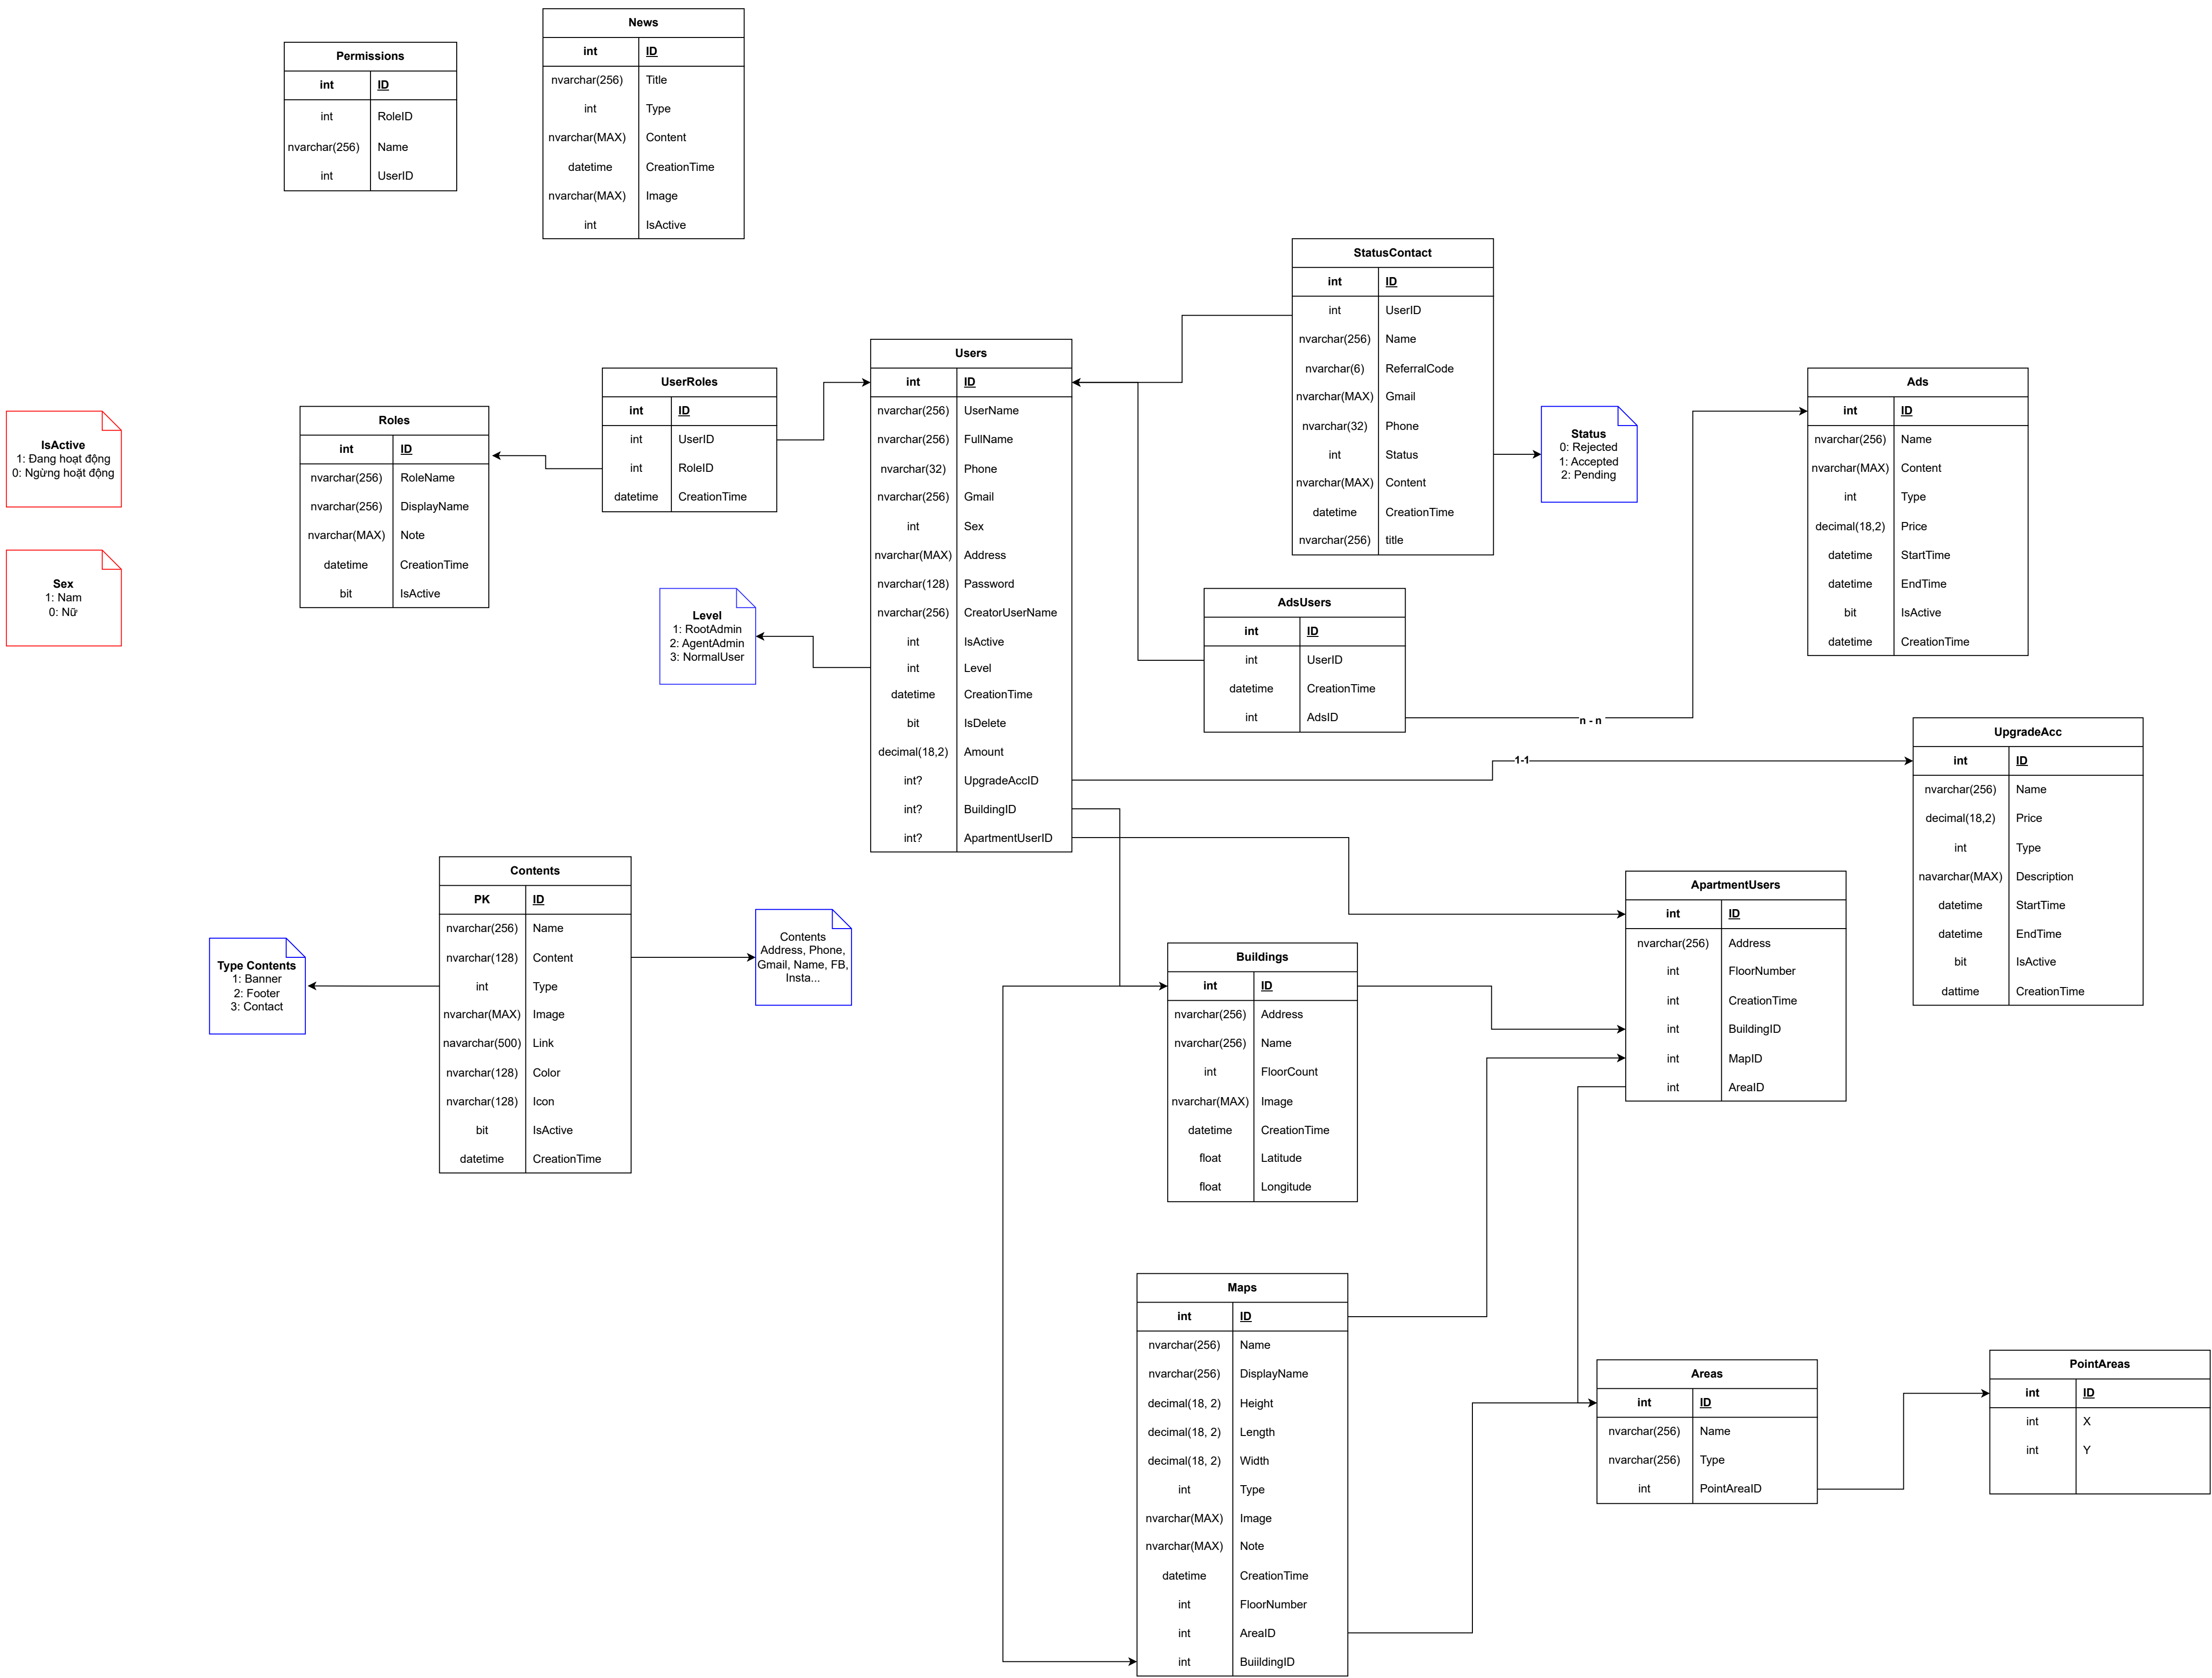 News
int ID
nvarchar(256) Title
int Type
nvarchar(MAX) Content
datetime CreationTime
nvarchar(MAX) Image
int IsActive
Permissions
int ID
int RoleID
nvarchar(256) Name
int UserID
StatusContact
int ID
int UserID
nvarchar(256) Name
nvarchar(6) ReferralCode
nvarchar(MAX) Gmail
nvarchar(32) Phone
int Status
nvarchar(MAX) Content
datetime CreationTime
nvarchar(256) title
Users
int ID
nvarchar(256) UserName
nvarchar(256) FullName
nvarchar(32) Phone
nvarchar(256) Gmail
int Sex
nvarchar(MAX) Address
nvarchar(128) Password
nvarchar(256) CreatorUserName
int IsActive
int Level
datetime CreationTime
bit IsDelete
decimal(18,2) Amount
int? UpgradeAccID
int? BuildingID
int? ApartmentUserID
UserRoles
int ID
int UserID
int RoleID
datetime CreationTime
Roles
int ID
nvarchar(256) RoleName
nvarchar(256) DisplayName
nvarchar(MAX) Note
datetime CreationTime
bit IsActive
IsActive
1: Đang hoạt động
0: Ngừng hoặt động
Sex
1: Nam
0: Nữ
Status
0: Rejected
1: Accepted
2: Pending
Ads
int ID
nvarchar(256) Name
nvarchar(MAX) Content
int Type
decimal(18,2) Price
datetime StartTime
datetime EndTime
bit IsActive
datetime CreationTime
Level
1: RootAdmin
2: AgentAdmin
3: NormalUser
AdsUsers
int ID
int UserID
datetime CreationTime
int AdsID
n - n
1-1
UpgradeAcc
int ID
nvarchar(256) Name
decimal(18,2) Price
int Type
navarchar(MAX) Description
datetime StartTime
datetime EndTime
bit IsActive
dattime CreationTime
Contents
PK ID
nvarchar(256) Name
nvarchar(128) Content
int Type
nvarchar(MAX) Image
navarchar(500) Link
nvarchar(128) Color
nvarchar(128) Icon
bit IsActive
datetime CreationTime
Type Contents
1: Banner
2: Footer
3: Contact
Contents
Address, Phone,
Gmail, Name, FB,
Insta...
ApartmentUsers
int ID
nvarchar(256) Address
int FloorNumber
int CreationTime
int BuildingID
int MapID
int AreaID
Buildings
int ID
nvarchar(256) Address
nvarchar(256) Name
int FloorCount
nvarchar(MAX) Image
datetime CreationTime
float Latitude
float Longitude
Maps
int ID
nvarchar(256) Name
nvarchar(256) DisplayName
decimal(18, 2) Height
decimal(18, 2) Length
decimal(18, 2) Width
int Type
nvarchar(MAX) Image
nvarchar(MAX) Note
datetime CreationTime
int FloorNumber
int AreaID
int BuiildingID
Areas
int ID
nvarchar(256) Name
nvarchar(256) Type
int PointAreaID
PointAreas
int ID
int X
int Y